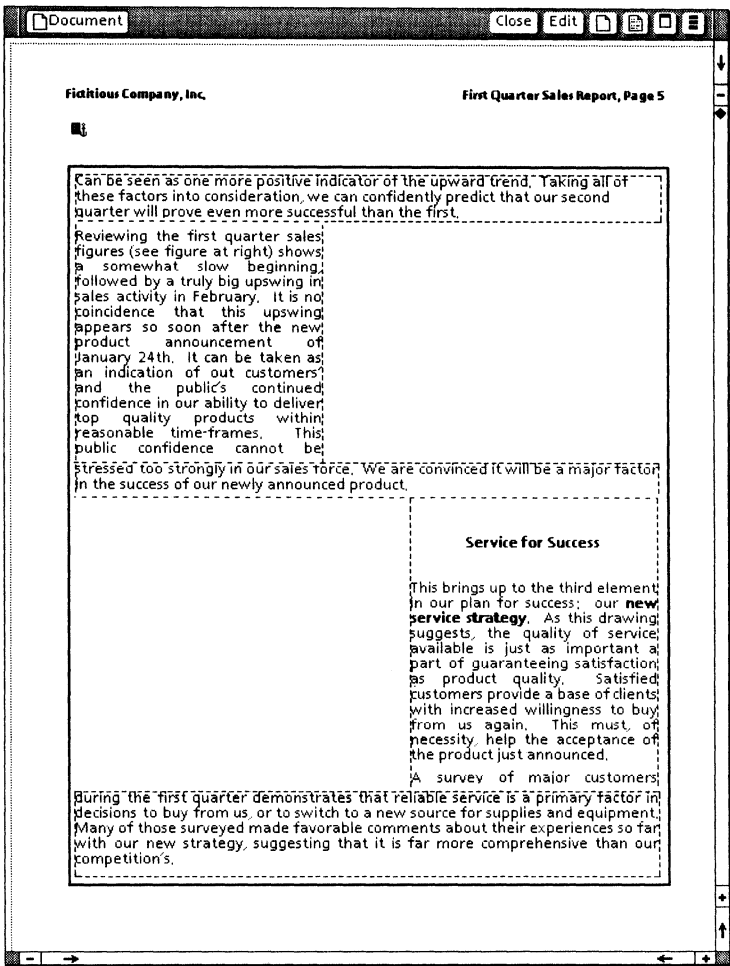 Document Close Edit
Fictitious Company, Inc. First Quarter Sales Report, Page 5
Can be seen as one more positive indicator of the upward trend. Taking all of
these factors into consideration, we can confidently predict that our second
quarter will prove even more successful than the first.
Reviewing the first quarter sales
figures (see figure at right) shows
a somewhat slow beginning,
followed by a truly big upswing in
sales activity in February. It is no
coincidence that this upswing
appears so soon after the new
product announcement of
January 24th. It can be taken as
an indication of out customers'
and the public's continued
confidence in our ability to deliver
top quality products within
reasonable time-frames. This
public confidence cannot be
stressed too strongly in our sales force. We are convinced it will be a major factor
in the success of our newly announced product.
Service for Success
This brings up to the third element
in our plan for success: our new
service strategy. As this drawing
suggests, the quality of service
available is just as important a
part of guaranteeing satisfaction
as product quality. Satisfied
customers provide a base of clients
with increased willingness to buy
from us again. This must, of
necessity, help the acceptance of
the product just announced.
A survey of major customers
during the first quarter demonstrates that reliable service is a primary factor in
decisions to buy from us, or to switch to a new source for supplies and equipment.
Many of those surveyed made favorable comments about their experiences so far
with our new strategy, suggesting that it is far more comprehensive than our
competition's.